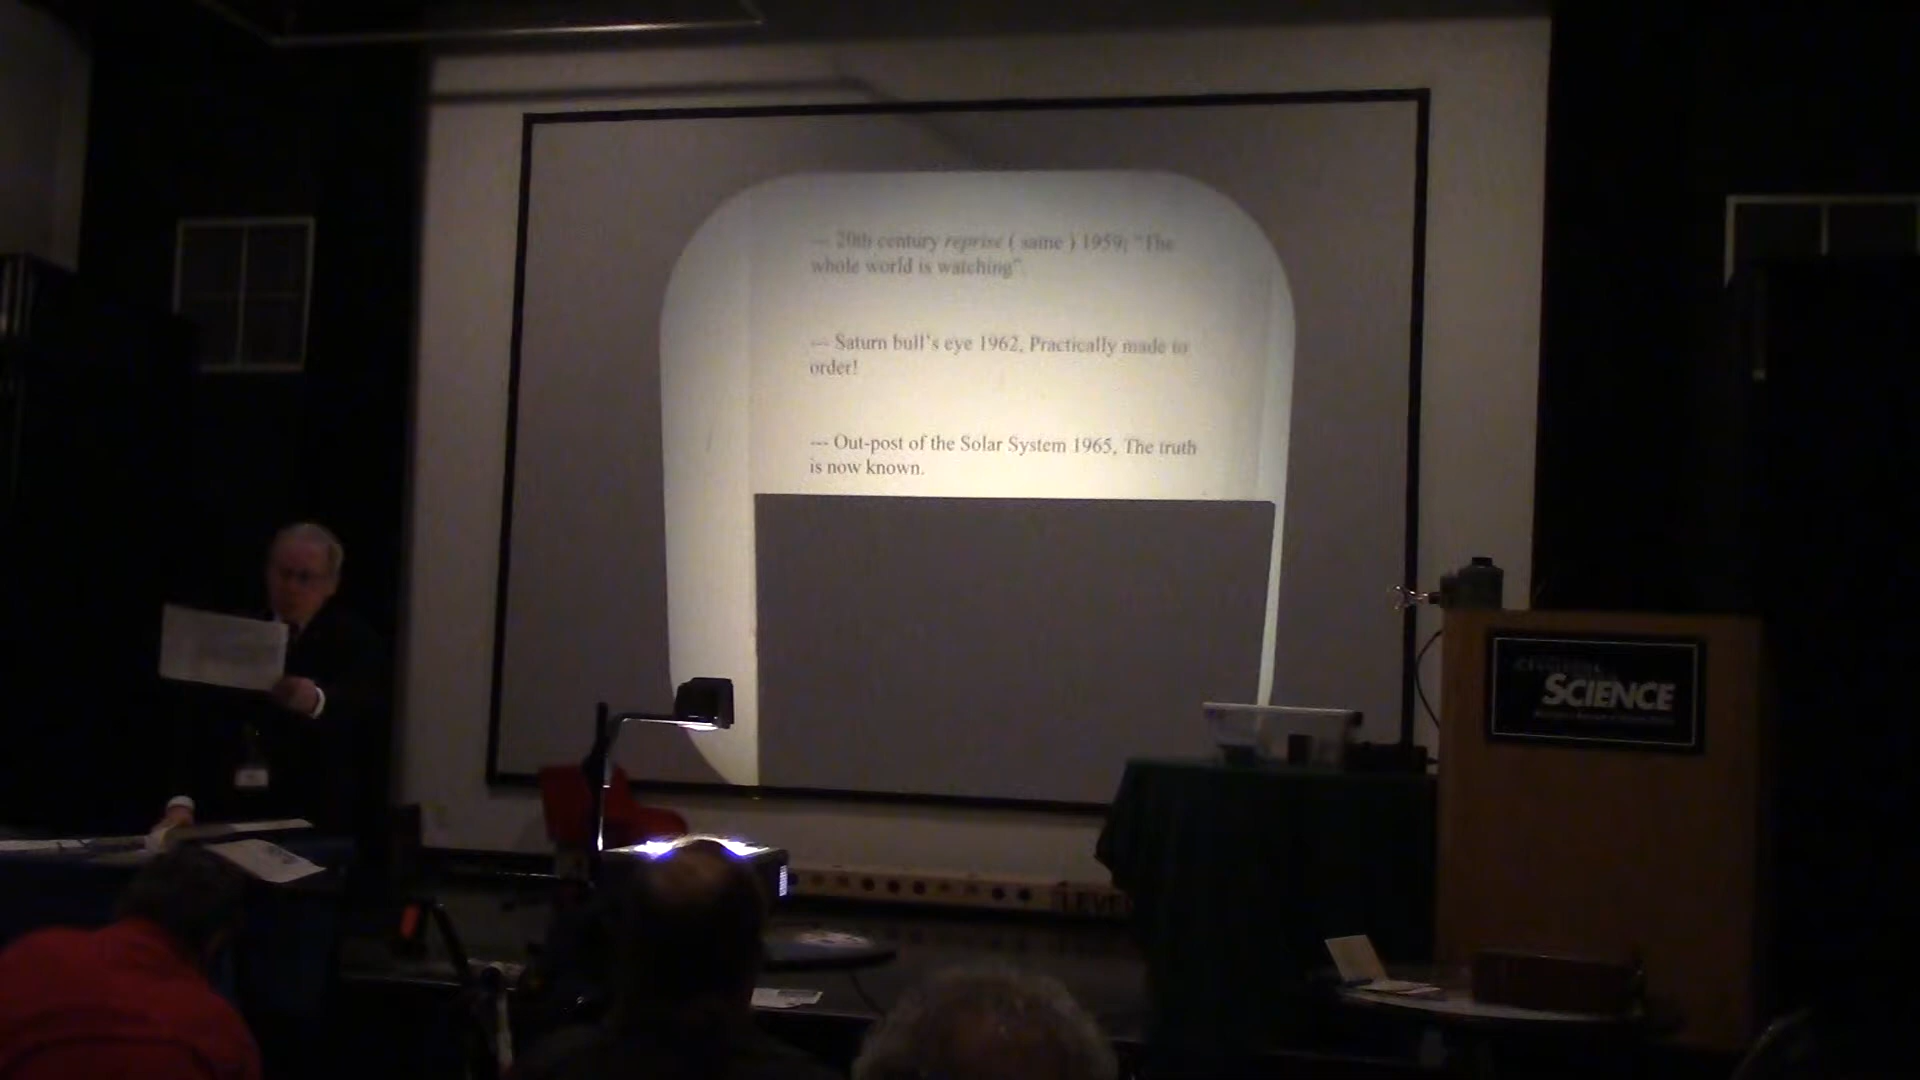 --- 20th century reprise ( same ) 1959; "The
whole world is watching".
--- Saturn bull's eye 1962, Practically made to
order!
--- Out-post of the Solar System 1965, The truth
is now known.
SCIENCE
LEVEL